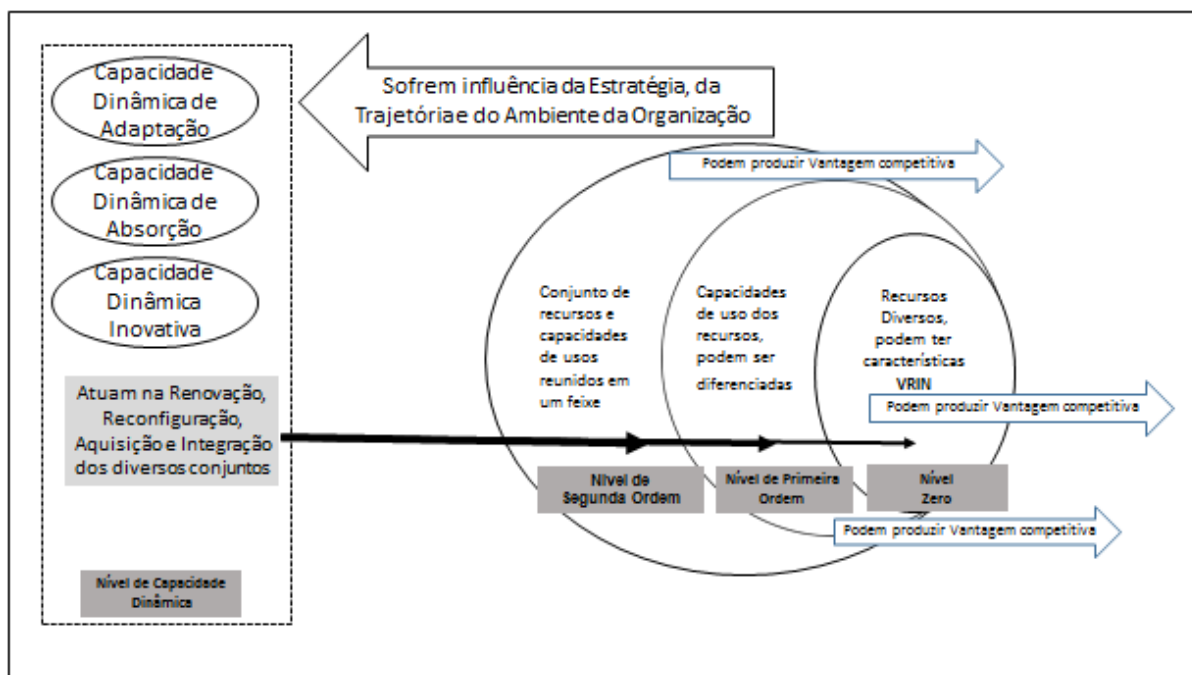 Capacidade
Dinâmica de
Adaptação
Capacidade
Dinâmica de
Absorção
Capacidade
Dinâmica
Inovativa
Atuam na Renovação,
Reconfiguração,
Aquisição e Integração
dos diversos conjuntos
Nível de Capacidade
Dinâmica
Sofrem influência da Estratégia, da
Trajetória e do Ambiente da Organização
Podem produzir Vantagem competitiva
Conjunto de
recursos e
capacidades
de usos
reunidos em
um feixe
Capacidades
de uso dos
recursos,
podem ser
diferenciadas
Recursos
Diversos,
podem ter
características
VRIN
Podem produzir Vantagem competitiva
Nível de
Segunda Ordem
Nível de Primeira
Ordem
Nível
Zero
Podem produzir Vantagem competitiva